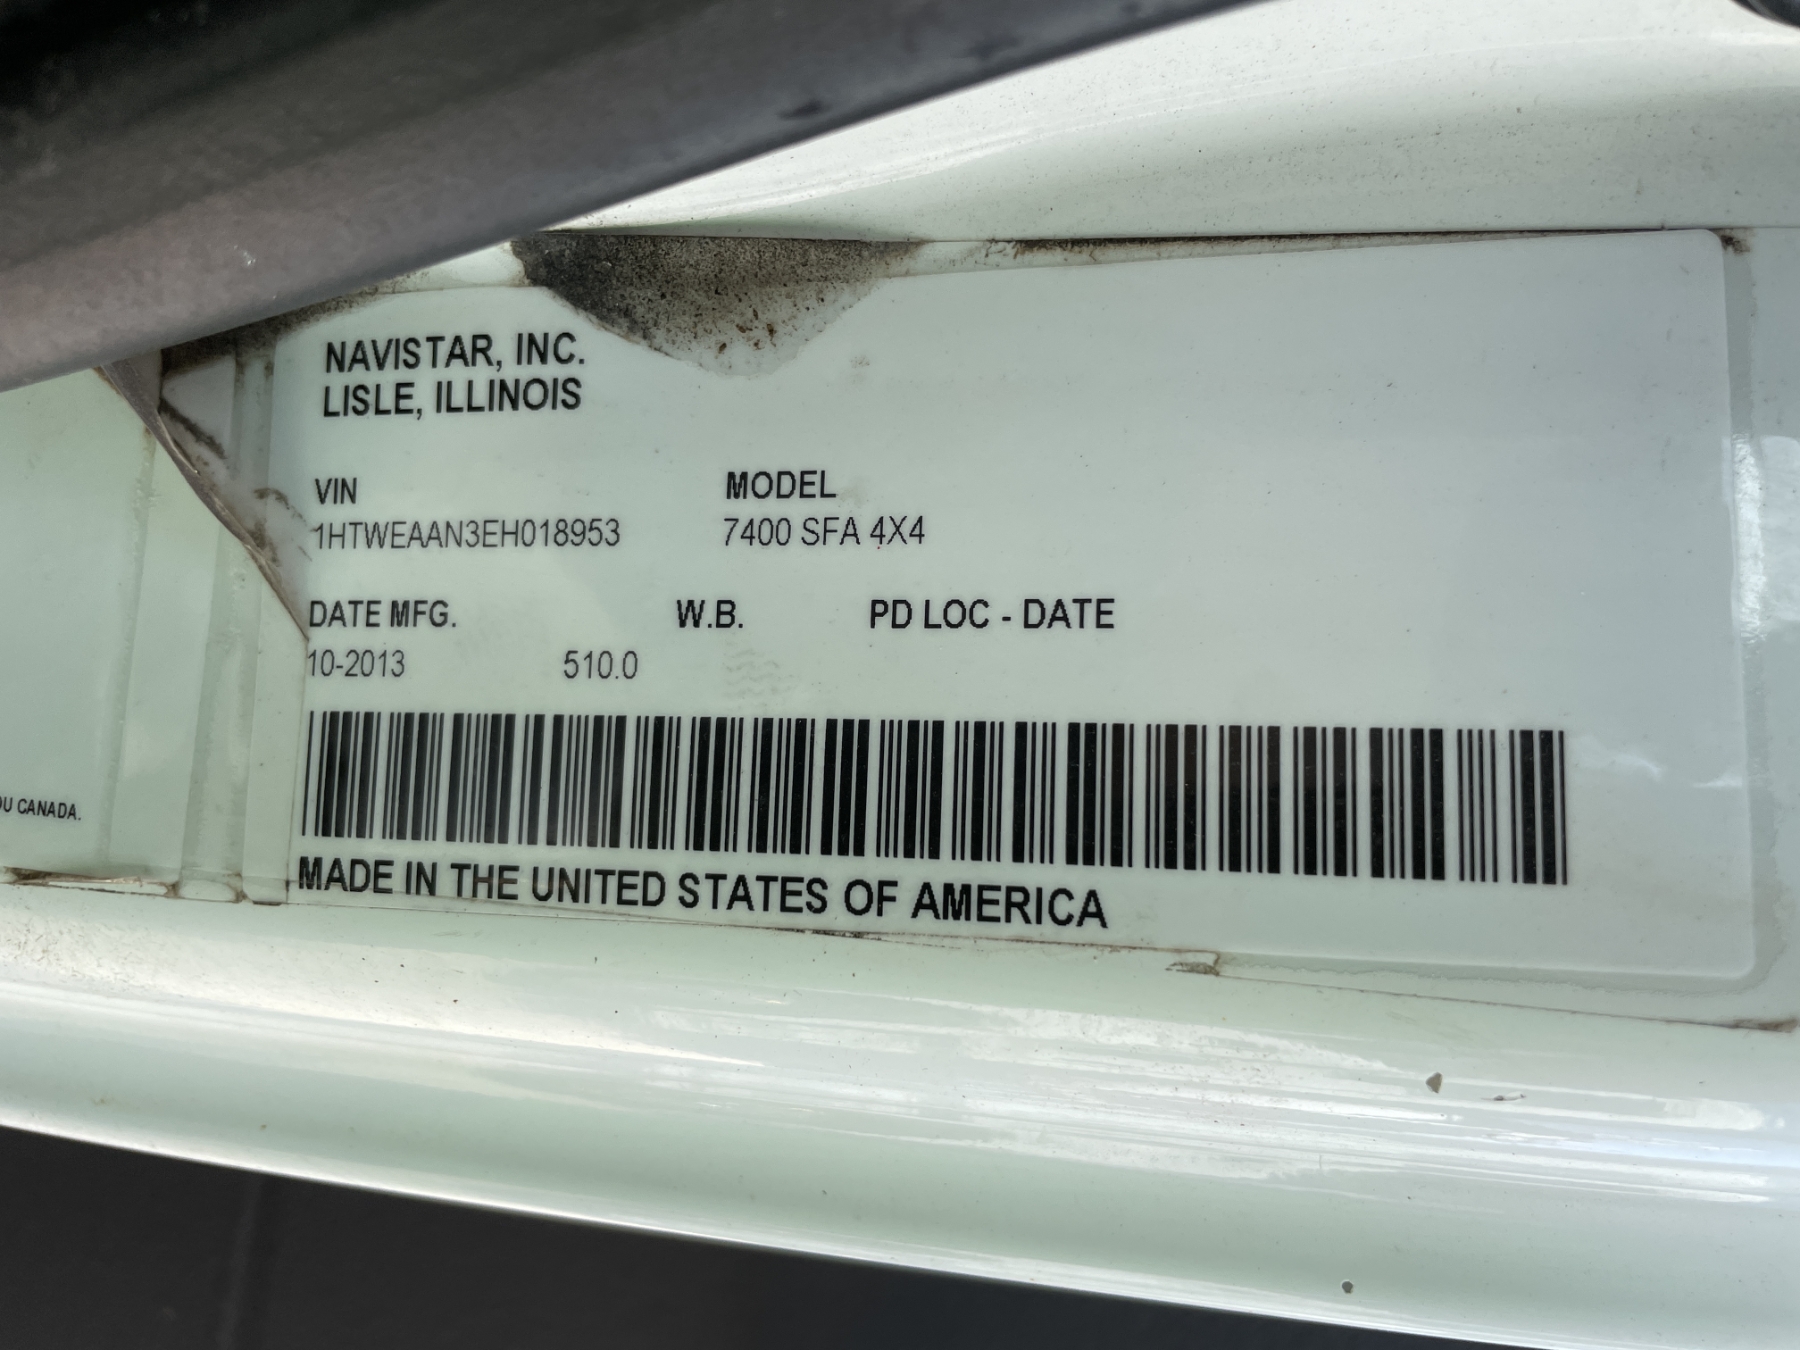 NAVISTAR, INC.
LISLE, ILLINOIS
VIN MODEL
1HTWEAAN3EH018953 7400 SFA 4X4
DATE MFG. W.B. PD LOC - DATE
10-2013 510.0
MADE IN THE UNITED STATES OF AMERICA
CANADA.